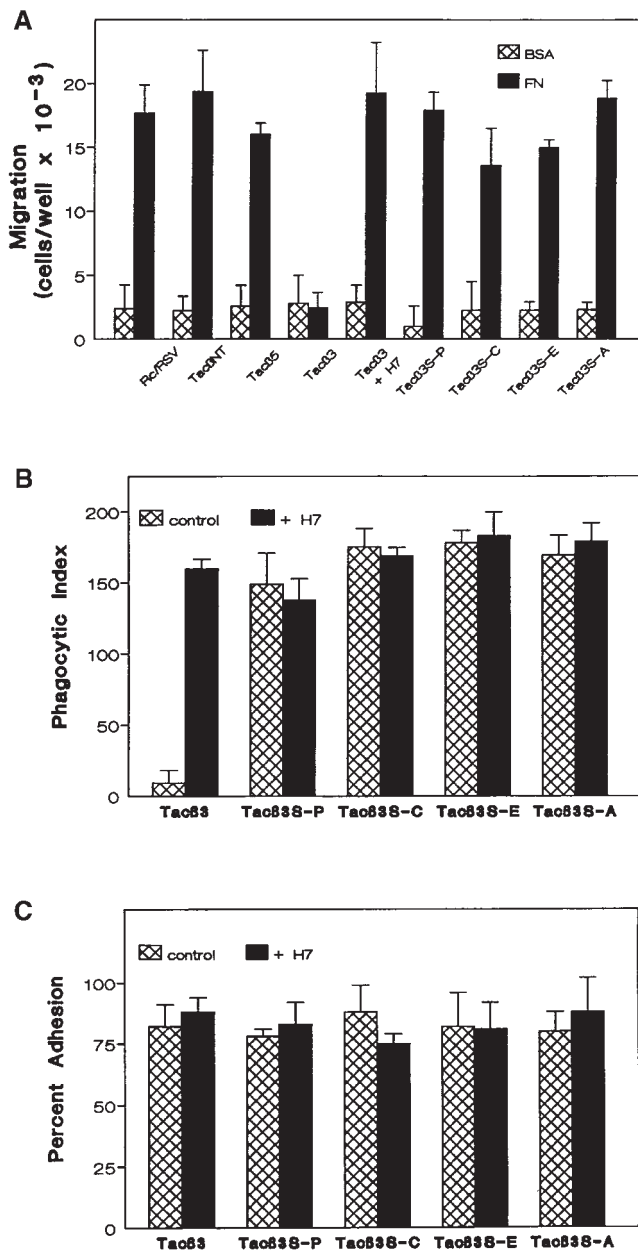 A
BSA
FN
Migration
(cells/well x 10⁻³)
20
15
10
5
0
Rc/RSV
TacβNT
Tacβ5
Tacβ3
Tacβ3
+ H7
Tacβ3S-P
Tacβ3S-C
Tacβ3S-E
Tacβ3S-A
B
control
+ H7
Phagocytic Index
200
150
100
50
0
Tacβ3
Tacβ3S-P
Tacβ3S-C
Tacβ3S-E
Tacβ3S-A
C
control
+ H7
Percent Adhesion
100
75
50
25
0
Tacβ3
Tacβ3S-P
Tacβ3S-C
Tacβ3S-E
Tacβ3S-A